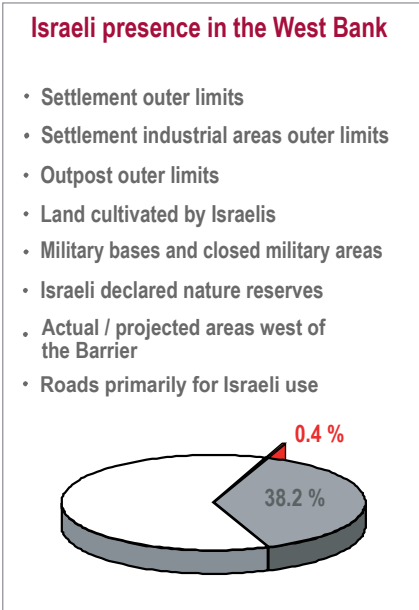 Israeli presence in the West Bank
· Settlement outer limits
· Settlement industrial areas outer limits
· Outpost outer limits
· Land cultivated by Israelis
· Military bases and closed military areas
· Israeli declared nature reserves
· Actual / projected areas west of
the Barrier
· Roads primarily for Israeli use
0.4 %
38.2 %